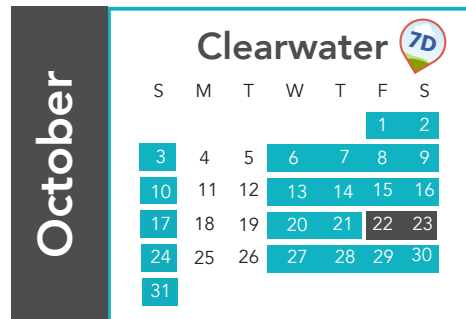 October
Clearwater 7D
S M T W T F S
1 2
3 4 5 6 7 8 9
10 11 12 13 14 15 16
17 18 19 20 21 22 23
24 25 26 27 28 29 30
31